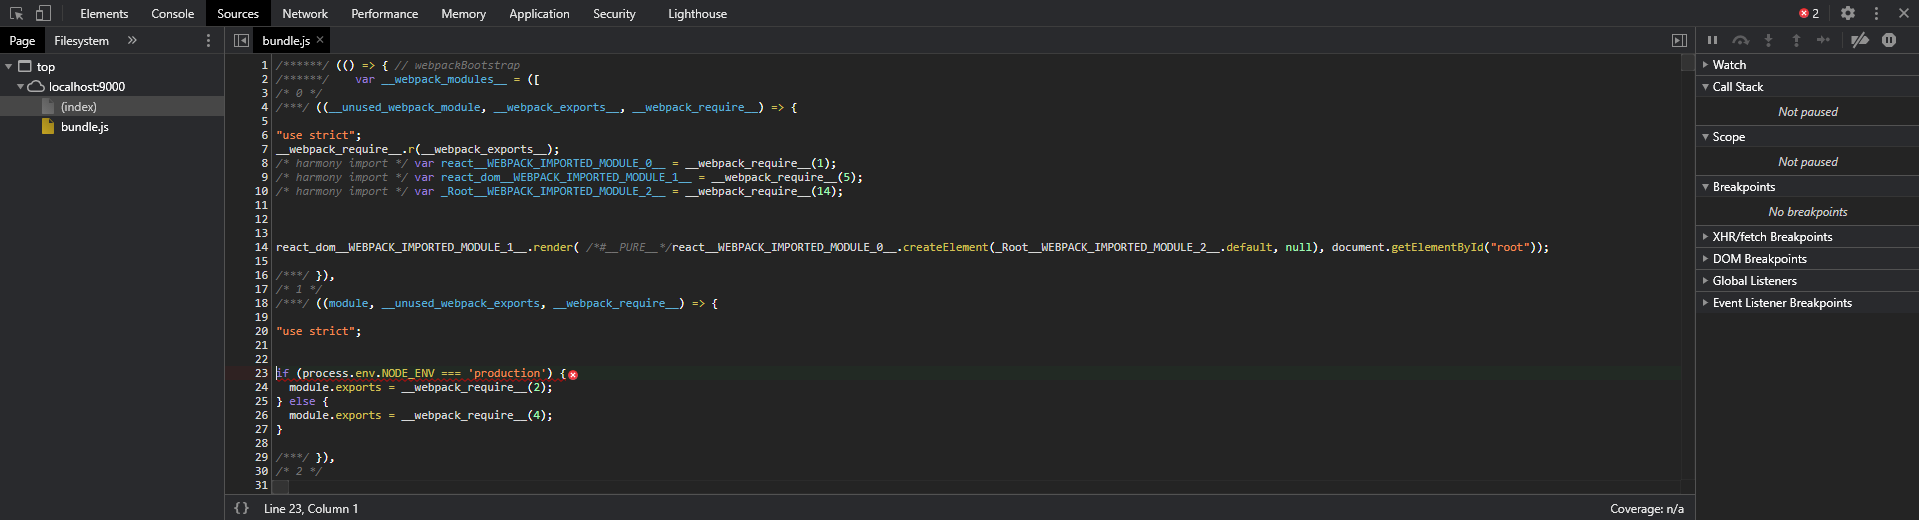 Elements Console Sources Network Performance Memory Application Security Lighthouse 2
Page Filesystem »
bundle.js ×
top
localhost:9000
(index)
bundle.js
1 /******/ (() => { // webpackBootstrap
2 /******/ var __webpack_modules__ = ([
3 /* 0 */
4 /***/ ((__unused_webpack_module, __webpack_exports__, __webpack_require__) => {
5
6 "use strict";
7 __webpack_require__.r(__webpack_exports__);
8 /* harmony import */ var react__WEBPACK_IMPORTED_MODULE_0__ = __webpack_require__(1);
9 /* harmony import */ var react_dom__WEBPACK_IMPORTED_MODULE_1__ = __webpack_require__(5);
10 /* harmony import */ var _Root__WEBPACK_IMPORTED_MODULE_2__ = __webpack_require__(14);
11
12
13
14 react_dom__WEBPACK_IMPORTED_MODULE_1__.render( /*#__PURE__*/react__WEBPACK_IMPORTED_MODULE_0__.createElement(_Root__WEBPACK_IMPORTED_MODULE_2__.default, null), document.getElementById("root"));
15
16 /***/ }),
17 /* 1 */
18 /***/ ((module, __unused_webpack_exports, __webpack_require__) => {
19
20 "use strict";
21
22
23 if (process.env.NODE_ENV === 'production') {
24 module.exports = __webpack_require__(2);
25 } else {
26 module.exports = __webpack_require__(4);
27 }
28
29 /***/ }),
30 /* 2 */
31
{} Line 23, Column 1
Coverage: n/a
Watch
Call Stack
Not paused
Scope
Not paused
Breakpoints
No breakpoints
XHR/fetch Breakpoints
DOM Breakpoints
Global Listeners
Event Listener Breakpoints